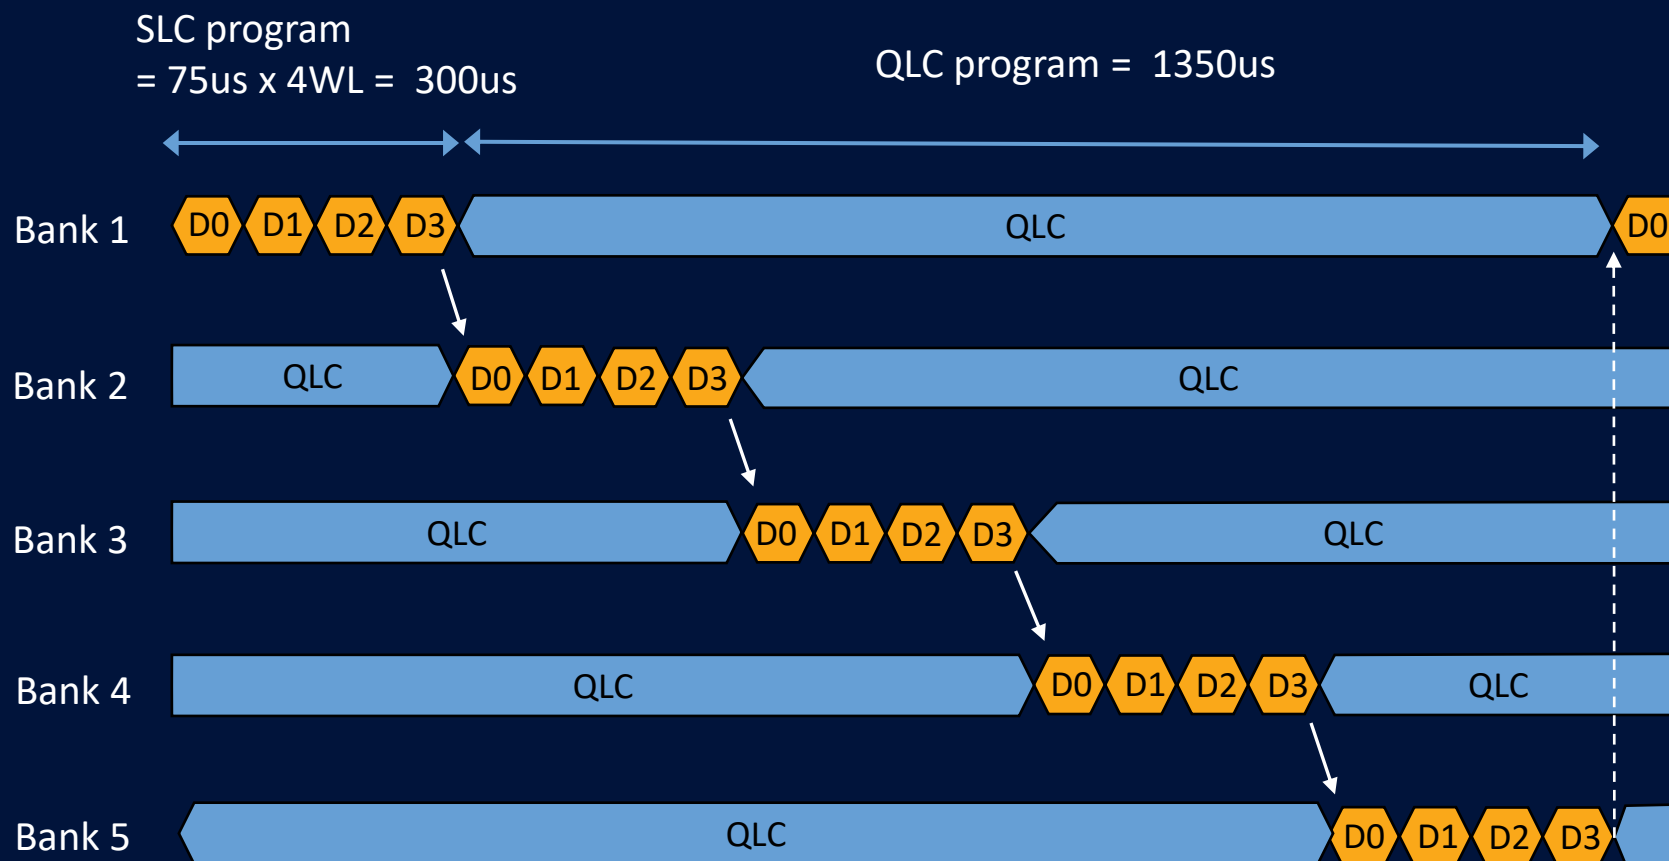 SLC program
= 75us x 4WL = 300us
QLC program = 1350us
Bank 1
D0 D1 D2 D3 QLC D0
Bank 2
QLC D0 D1 D2 D3 QLC
Bank 3
QLC D0 D1 D2 D3 QLC
Bank 4
QLC D0 D1 D2 D3 QLC
Bank 5
QLC D0 D1 D2 D3